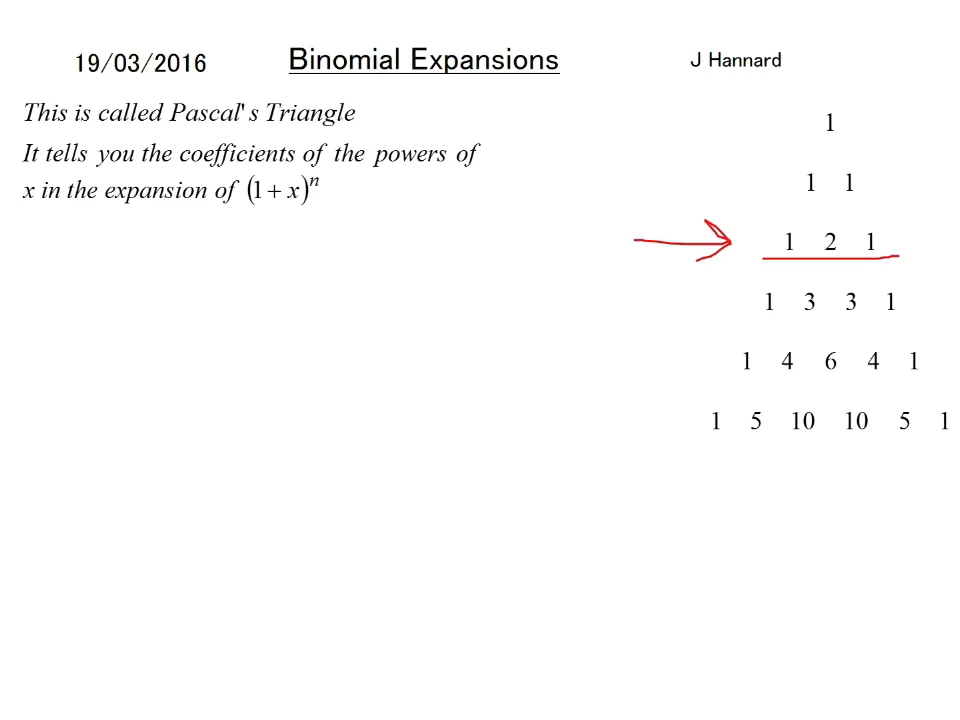 19/03/2016 Binomial Expansions J Hannard
This is called Pascal's Triangle
It tells you the coefficients of the powers of
x in the expansion of (1 + x)ⁿ
1
1 1
1 2 1
1 3 3 1
1 4 6 4 1
1 5 10 10 5 1